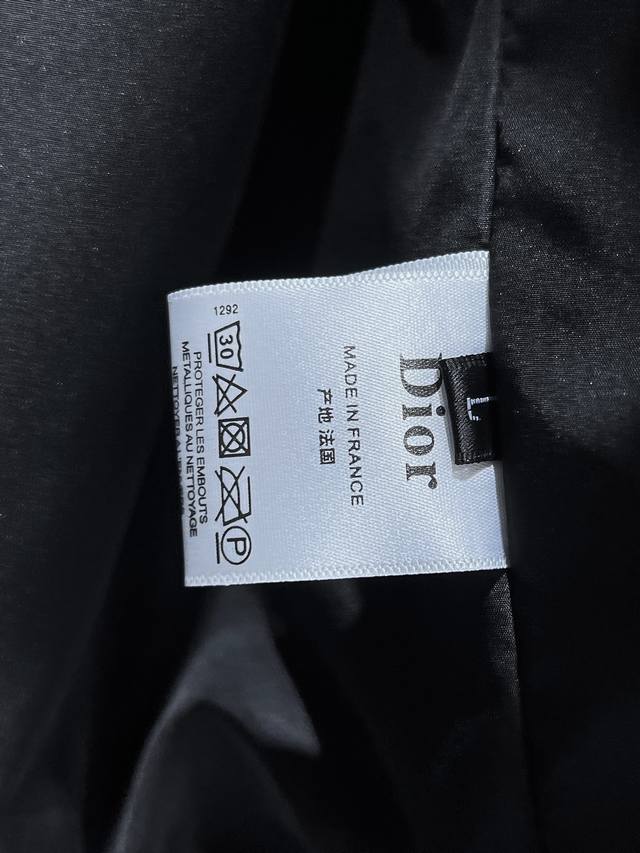 Dior
MADE IN FRANCE
产地 法国
1292
30
P
PROTEGER LES EMBOUTS
METALLIQUES AU NETTOYAGE